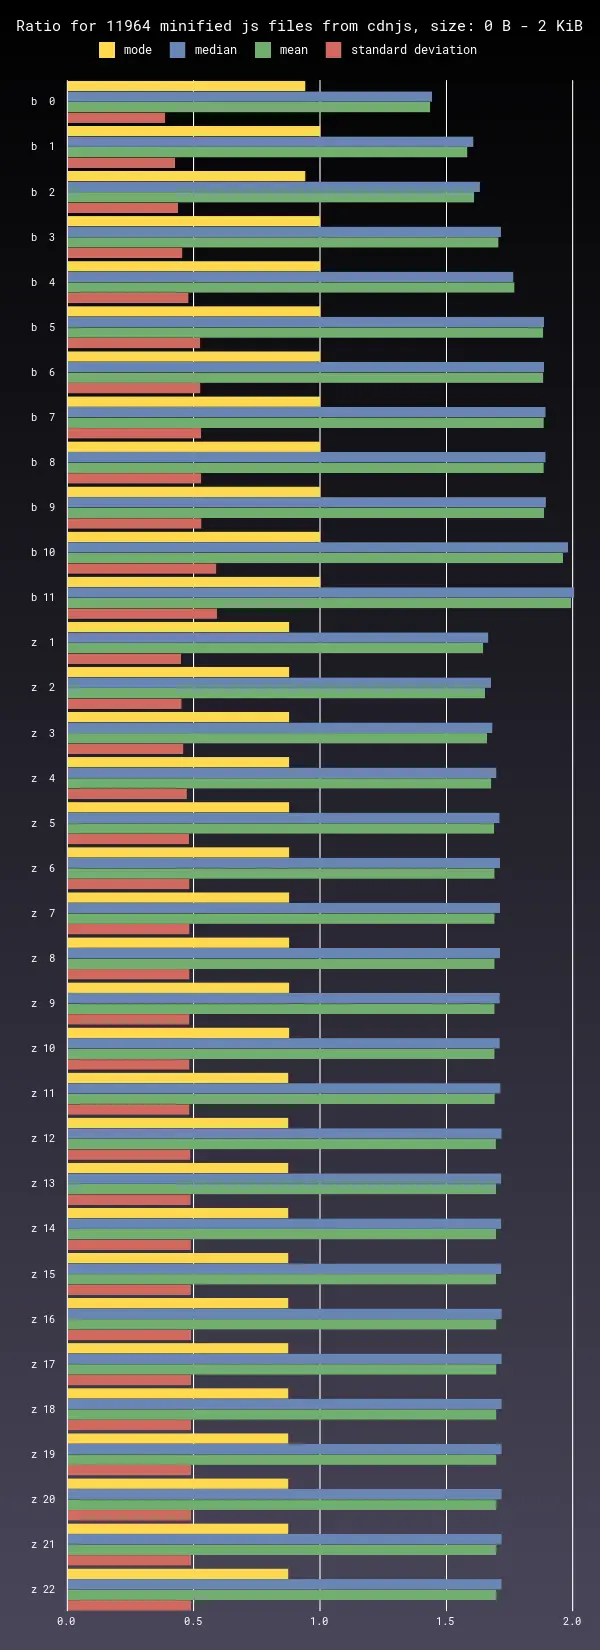 Ratio for 11964 minified js files from cdnjs, size: 0 B - 2 KiB
mode median mean standard deviation
b 0
b 1
b 2
b 3
b 4
b 5
b 6
b 7
b 8
b 9
b 10
b 11
z 1
z 2
z 3
z 4
z 5
z 6
z 7
z 8
z 9
z 10
z 11
z 12
z 13
z 14
z 15
z 16
z 17
z 18
z 19
z 20
z 21
z 22
0.0 0.5 1.0 1.5 2.0